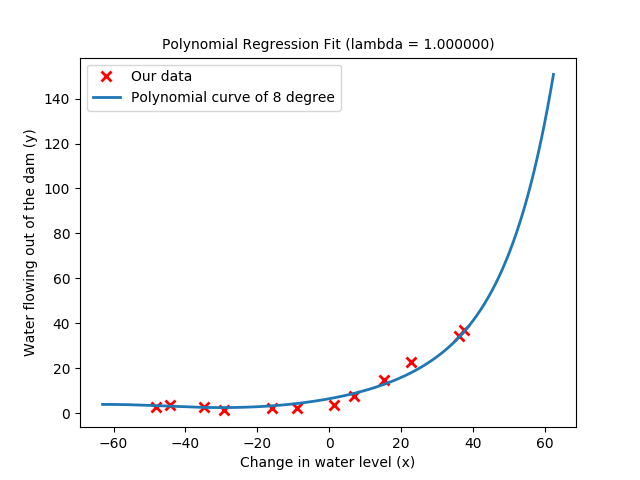 Polynomial Regression Fit (lambda = 1.000000)
Our data
Polynomial curve of 8 degree
Water flowing out of the dam (y)
140
120
100
80
60
40
20
0
−60 −40 −20 0 20 40 60
Change in water level (x)